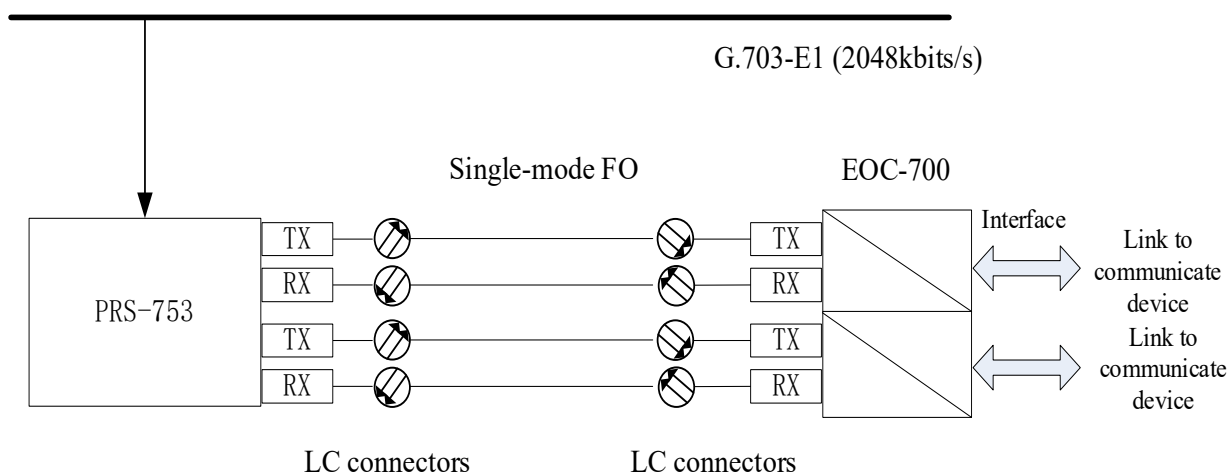 G.703-E1 (2048kbits/s)
Single-mode FO
EOC-700
PRS-753
TX
RX
TX
RX
TX
RX
TX
RX
Interface
Link to
communicate
device
Link to
communicate
device
LC connectors
LC connectors